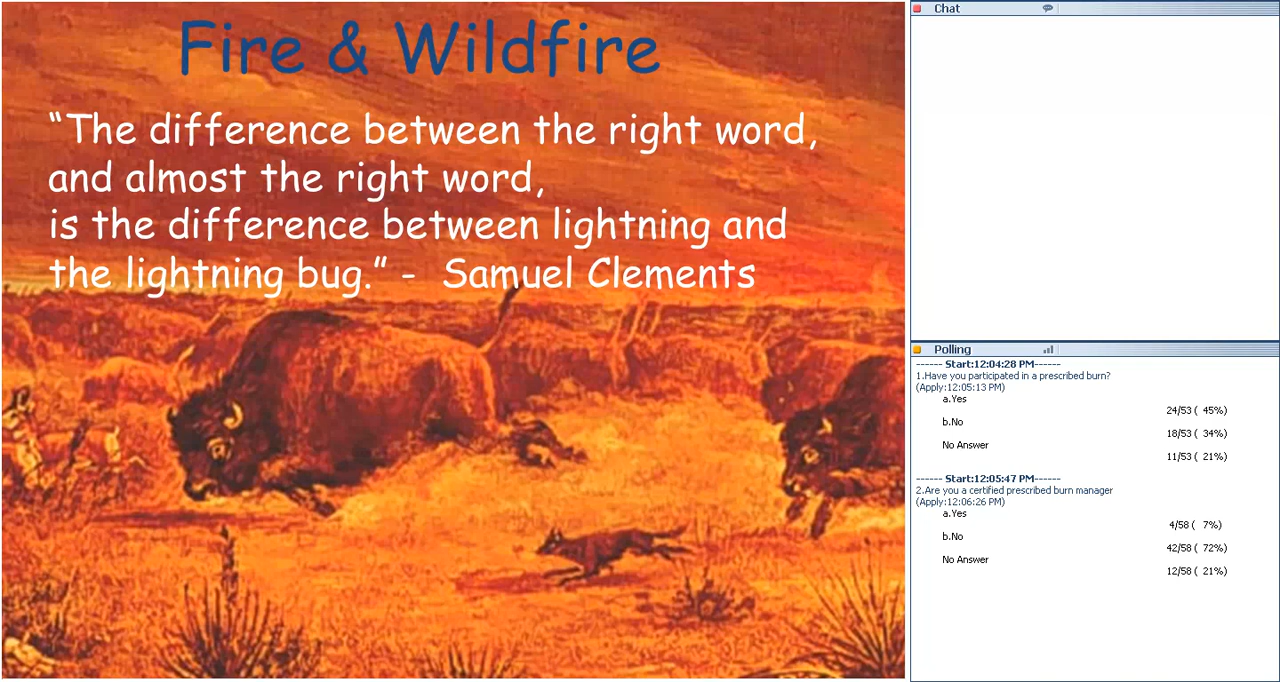 Fire & Wildfire
“The difference between the right word,
and almost the right word,
is the difference between lightning and
the lightning bug.” - Samuel Clements
Chat
Polling
------ Start:12:04:28 PM------
1.Have you participated in a prescribed burn?
(Apply:12:05:13 PM)
a.Yes
24/53 ( 45%)
b.No
18/53 ( 34%)
No Answer
11/53 ( 21%)
------ Start:12:05:47 PM------
2.Are you a certified prescribed burn manager
(Apply:12:06:26 PM)
a.Yes
4/58 ( 7%)
b.No
42/58 ( 72%)
No Answer
12/58 ( 21%)